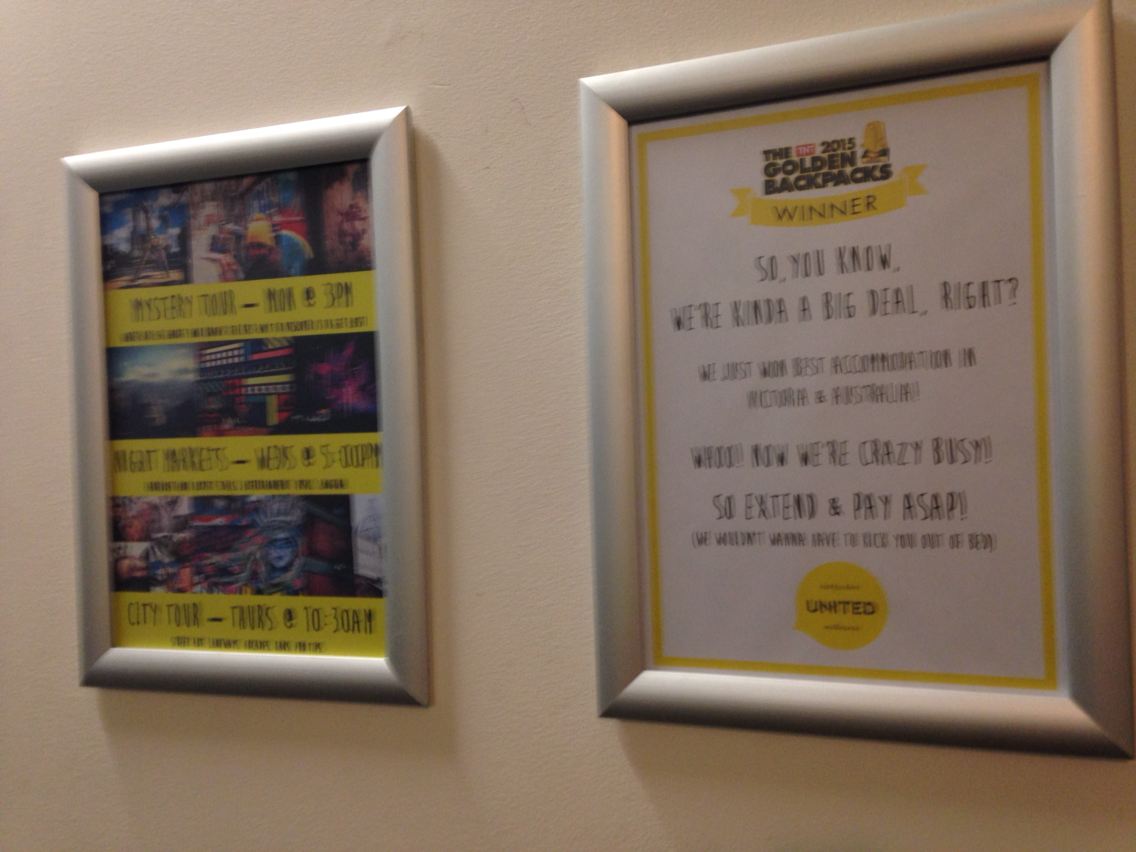 MYSTERY TOUR — MON @ 3PM
NIGHT MARKETS — WEDS @ 5:00PM
CITY TOUR — THURS @ 10:30AM
THE TNT 2015
GOLDEN
BACKPACKS
WINNER
SO, YOU KNOW,
WE'RE KINDA A BIG DEAL, RIGHT?
WE JUST WON BEST ACCOMMODATION IN
VICTORIA & AUSTRALIA!
WHOO! NOW WE'RE CRAZY BUSY!
SO EXTEND & PAY ASAP!
(WE WOULDN'T WANNA HAVE TO KICK YOU OUT OF BED)
UNITED